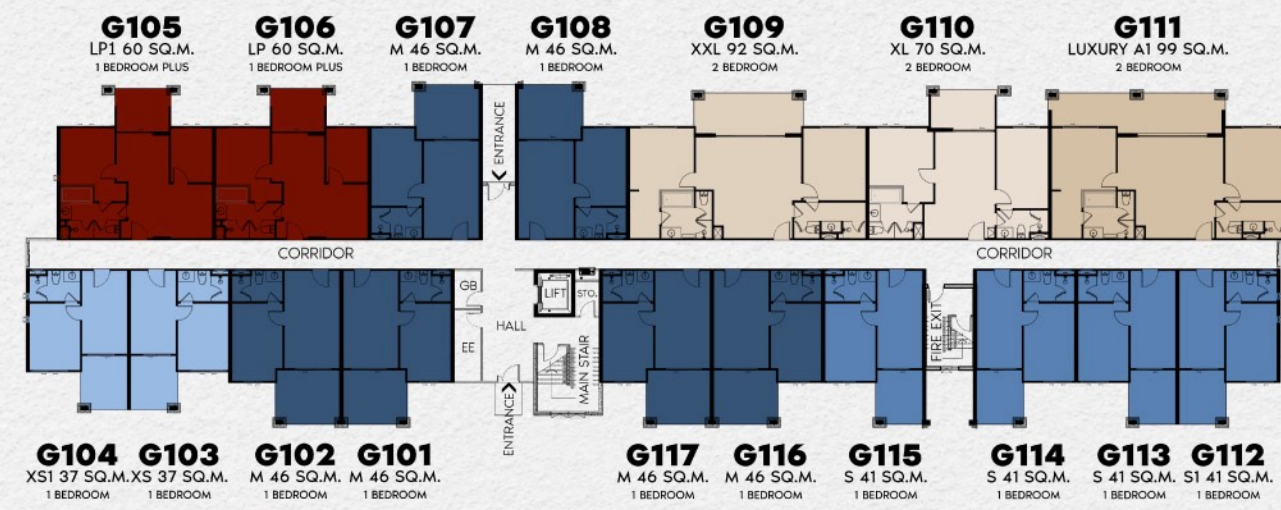 G105
LP1 60 SQ.M.
1 BEDROOM PLUS
G106
LP 60 SQ.M.
1 BEDROOM PLUS
G107
M 46 SQ.M.
1 BEDROOM
G108
M 46 SQ.M.
1 BEDROOM
G109
XXL 92 SQ.M.
2 BEDROOM
G110
XL 70 SQ.M.
2 BEDROOM
G111
LUXURY A1 99 SQ.M.
2 BEDROOM
ENTRANCE
CORRIDOR
CORRIDOR
GB
EE
HALL
LIFT
STO.
MAIN STAIR
FIRE EXIT
ENTRANCE
G104
XS1 37 SQ.M.
1 BEDROOM
G103
XS 37 SQ.M.
1 BEDROOM
G102
M 46 SQ.M.
1 BEDROOM
G101
M 46 SQ.M.
1 BEDROOM
G117
M 46 SQ.M.
1 BEDROOM
G116
M 46 SQ.M.
1 BEDROOM
G115
S 41 SQ.M.
1 BEDROOM
G114
S 41 SQ.M.
1 BEDROOM
G113
S 41 SQ.M.
1 BEDROOM
G112
S1 41 SQ.M.
1 BEDROOM